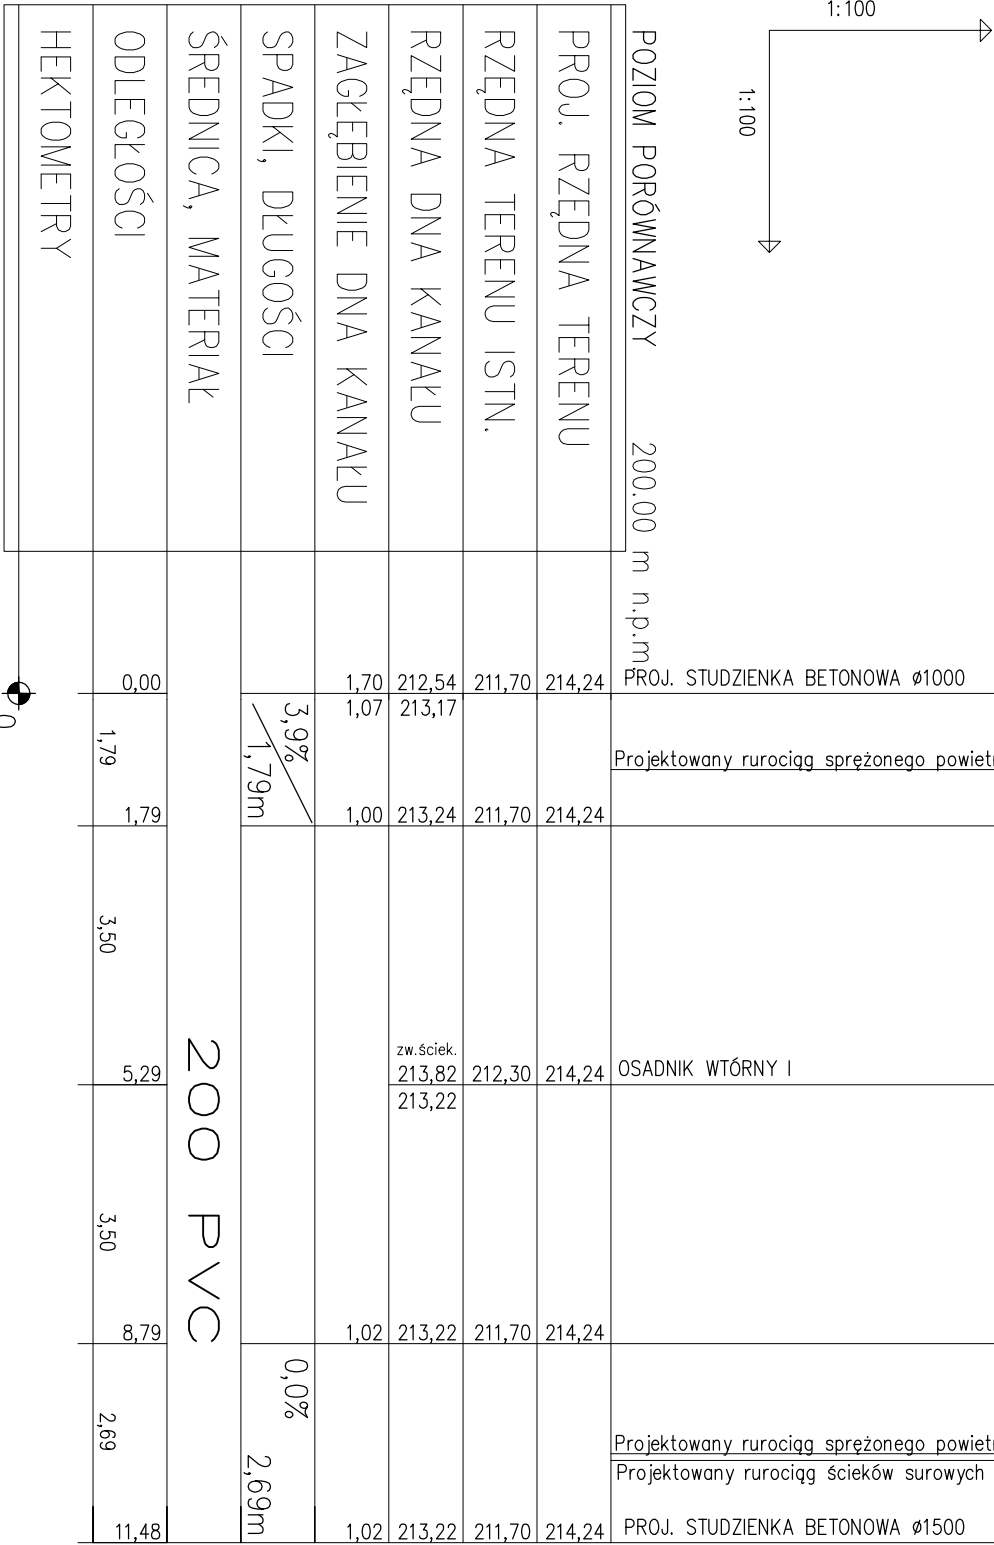 1:100
1:100
POZIOM PORÓWNAWCZY 200.00 m n.p.m.
PROJ. RZĘDNA TERENU
RZĘDNA TERENU ISTN.
RZĘDNA DNA KANAŁU
ZAGŁĘBIENIE DNA KANAŁU
SPADKI, DŁUGOŚCI
ŚREDNICA, MATERIAŁ
ODLEGŁOŚCI
HEKTOMETRY
0,00 1,70 212,54 211,70 214,24 PROJ. STUDZIENKA BETONOWA ø1000
1,07 213,17
0
1,79
3,9%
1,79m
Projektowany rurociąg sprężonego
1,79 1,00 213,24 211,70 214,24
3,50
zw.ściek.
5,29 213,82 212,30 214,24 OSADNIK WTÓRNY I
213,22
200 PVC
3,50
8,79 1,02 213,22 211,70 214,24
0,0%
2,69m
2,69
Projektowany rurociąg sprężonego
Projektowany rurociąg ścieków surowych
11,48 1,02 213,22 211,70 214,24 PROJ. STUDZIENKA BETONOWA ø1500